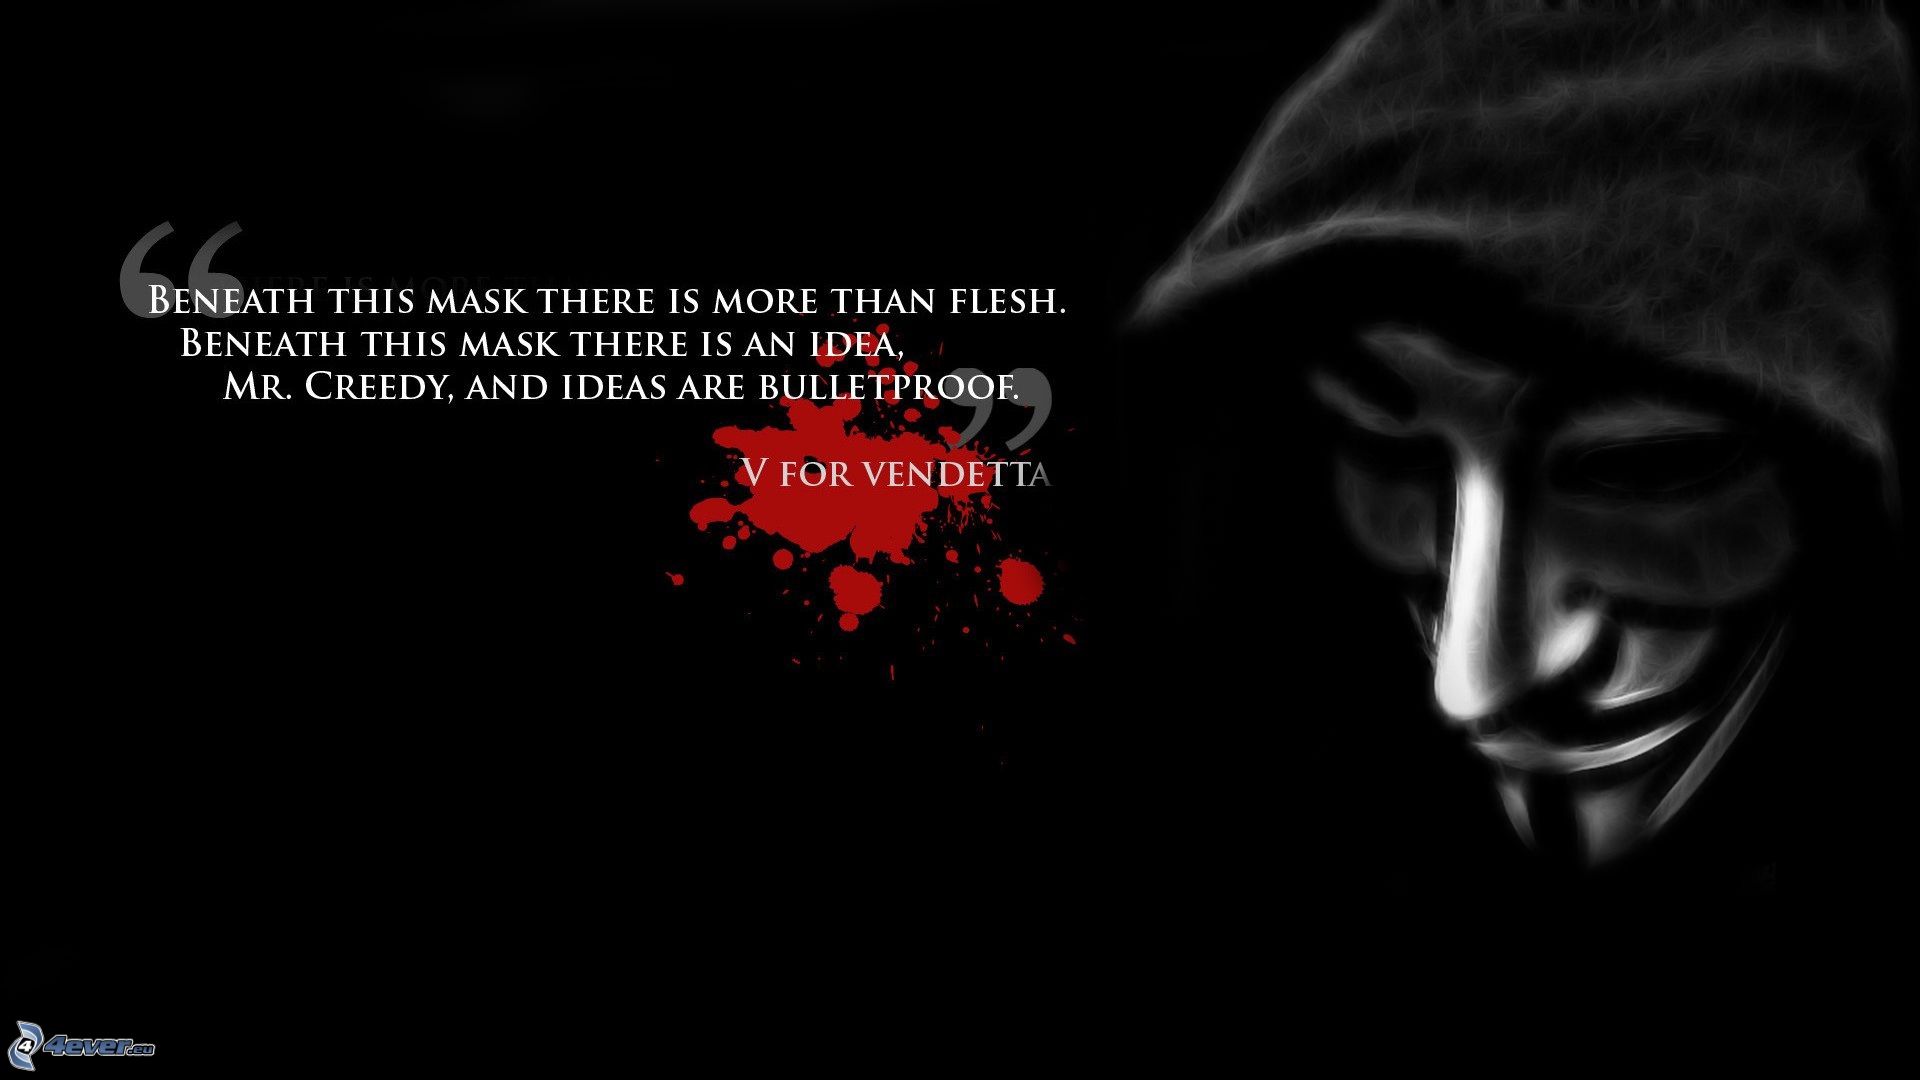 “
Beneath this mask there is more than flesh.
Beneath this mask there is an idea,
Mr. Creedy, and ideas are bulletproof.
”
V for vendetta
4ever.eu